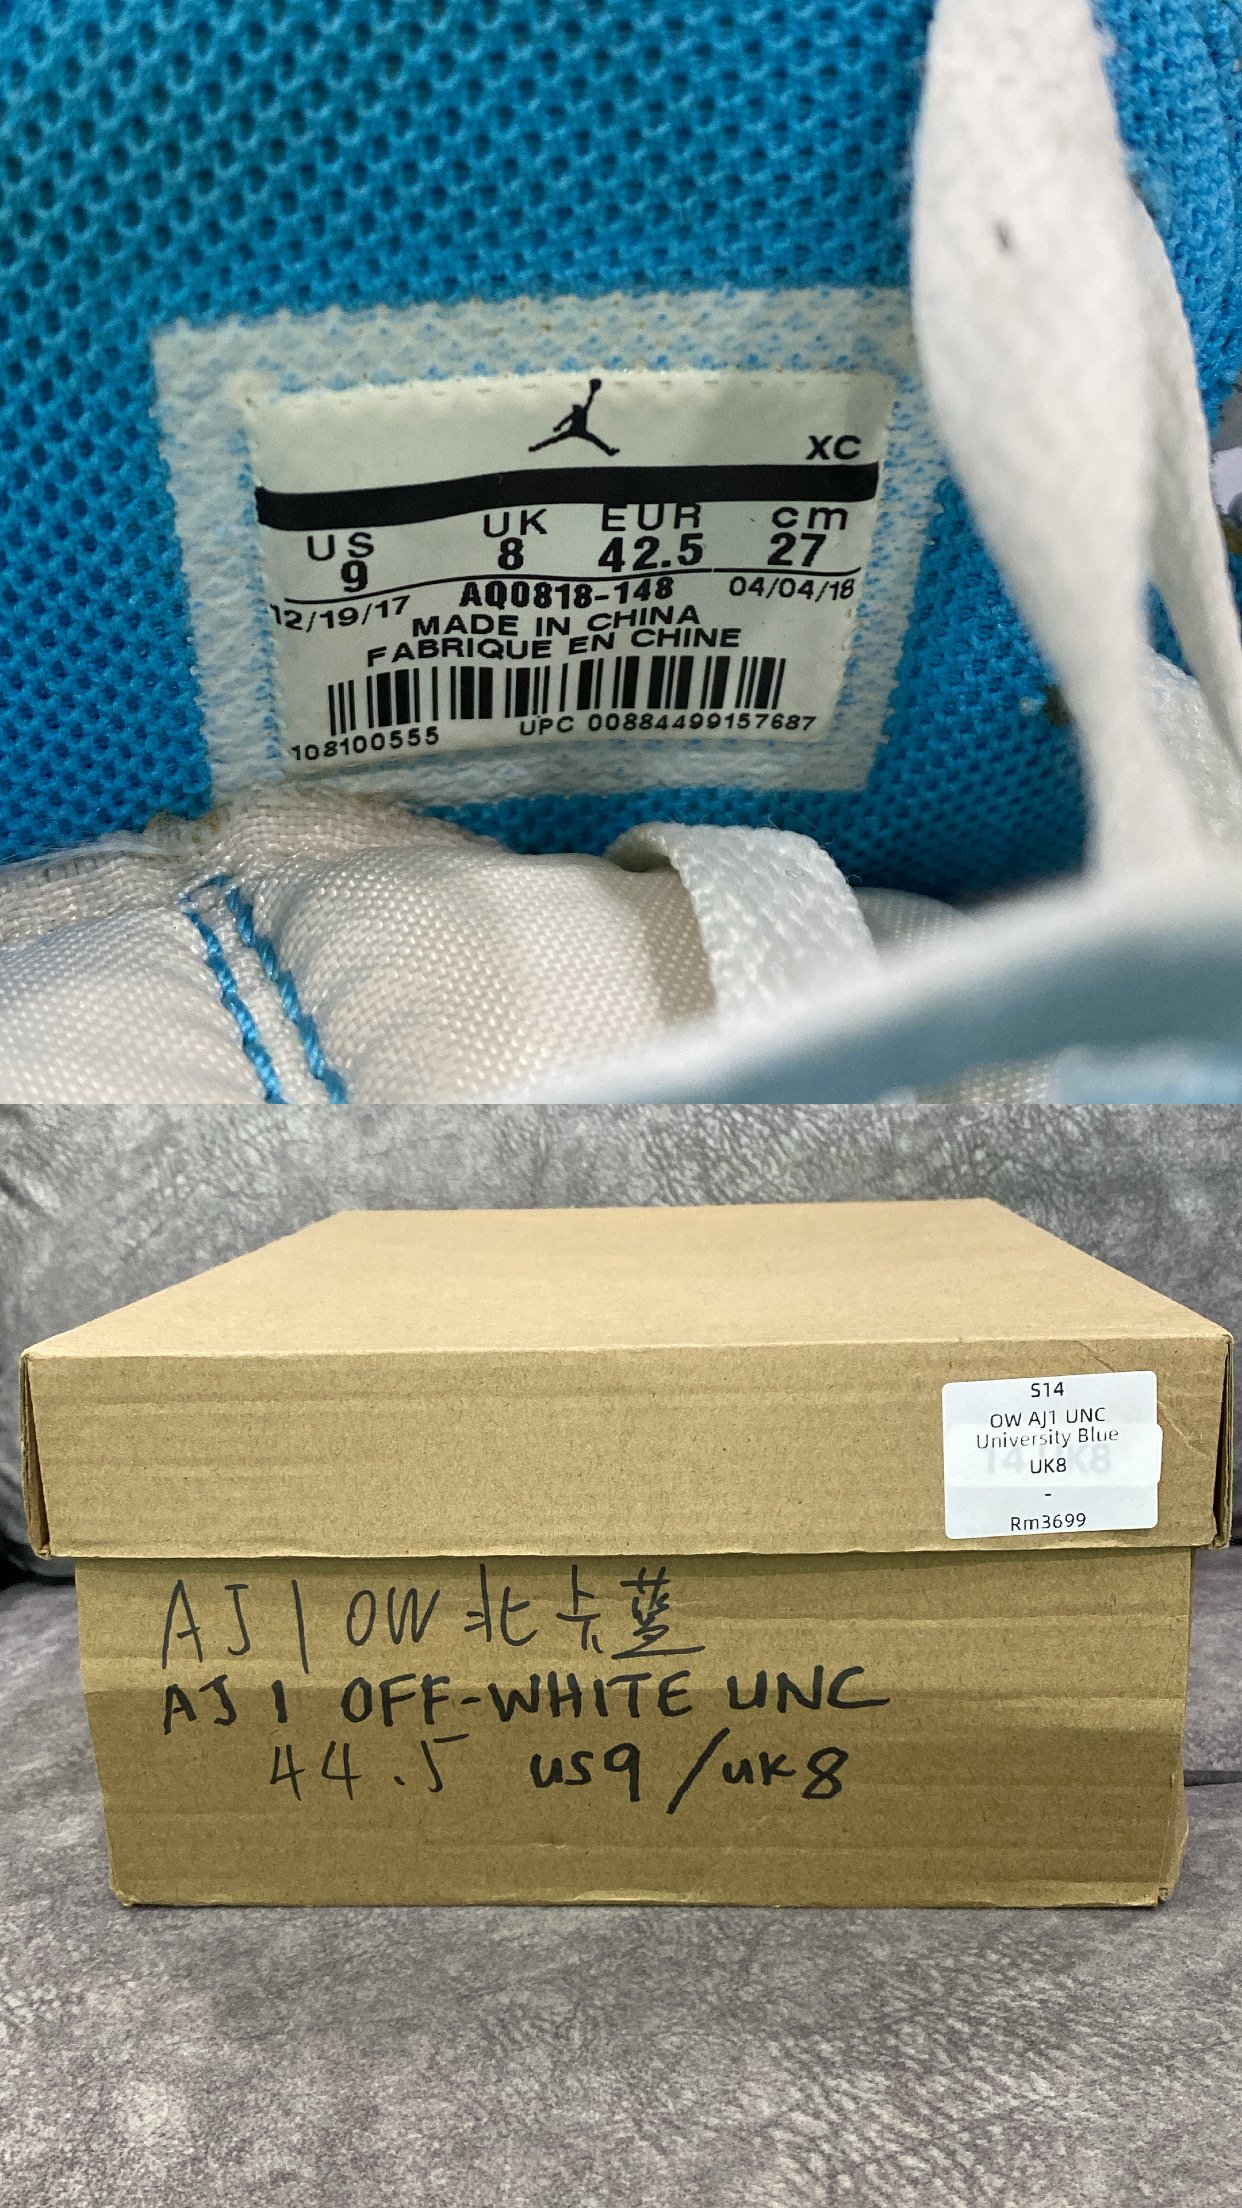 XC
US UK EUR cm
9 8 42.5 27
12/19/17 AQ0818-148 04/04/18
MADE IN CHINA
FABRIQUE EN CHINE
108100555 UPC 00884499157687
S14
OW AJ1 UNC
University Blue
UK8
-
Rm3699
AJ1 OW 北卡蓝
AJ1 OFF-WHITE UNC
44.5 US9/UK8